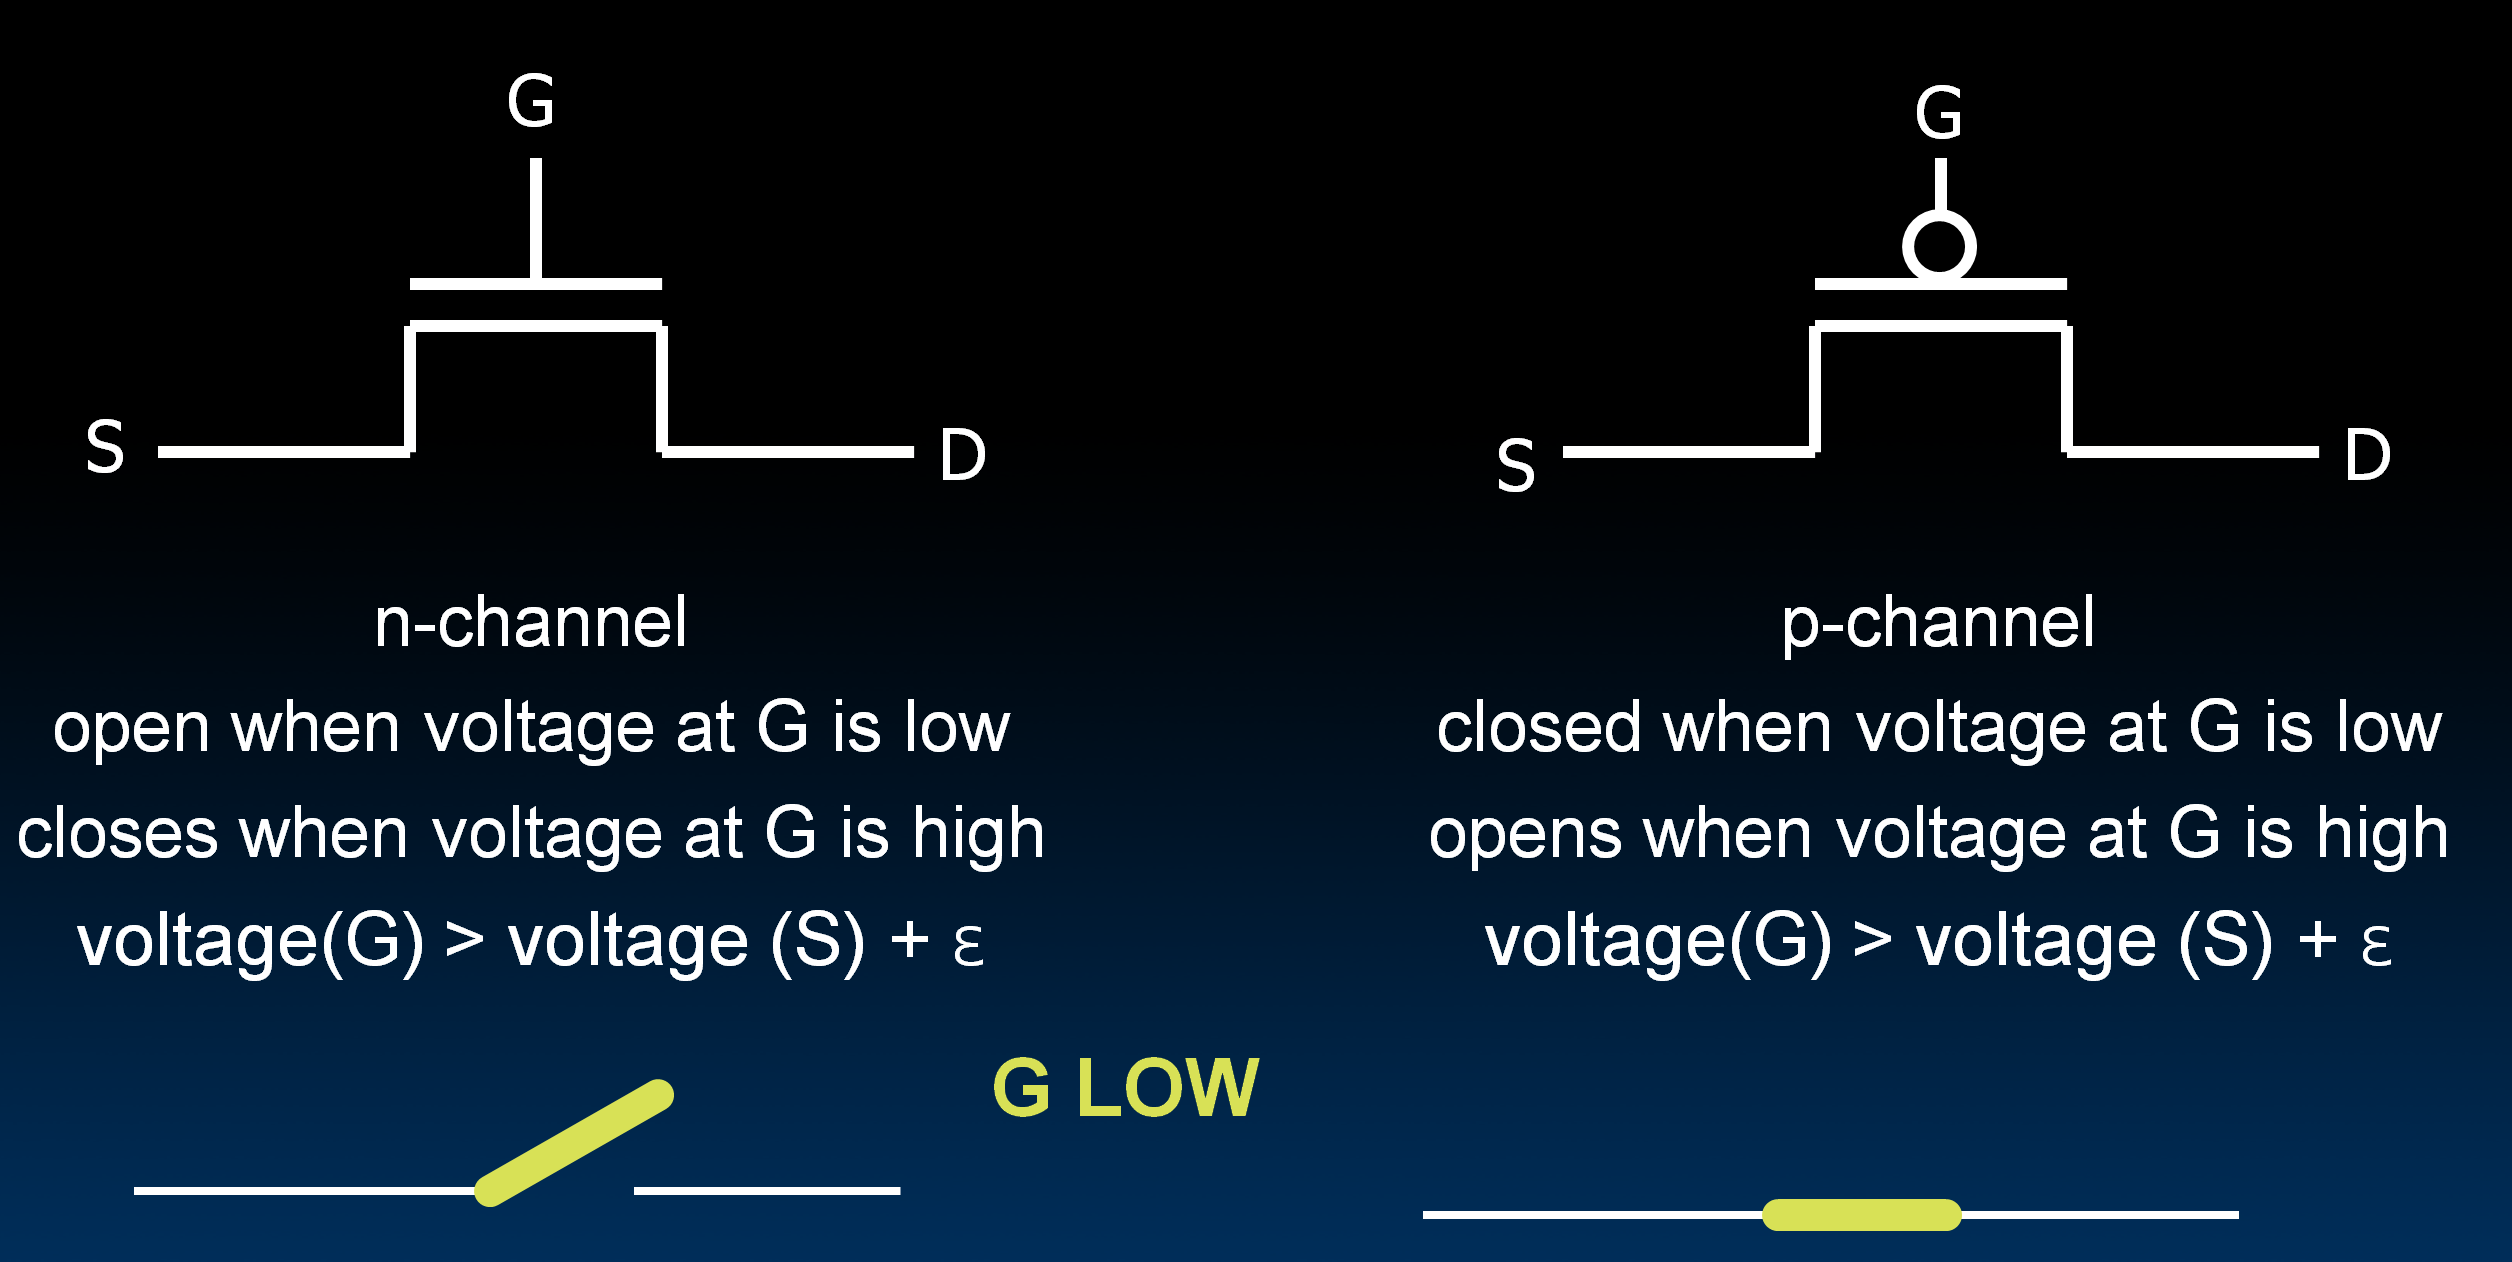 G
S
D
n-channel
open when voltage at G is low
closes when voltage at G is high
voltage(G) > voltage (S) + ε
G
S
D
p-channel
closed when voltage at G is low
opens when voltage at G is high
voltage(G) > voltage (S) + ε
G LOW